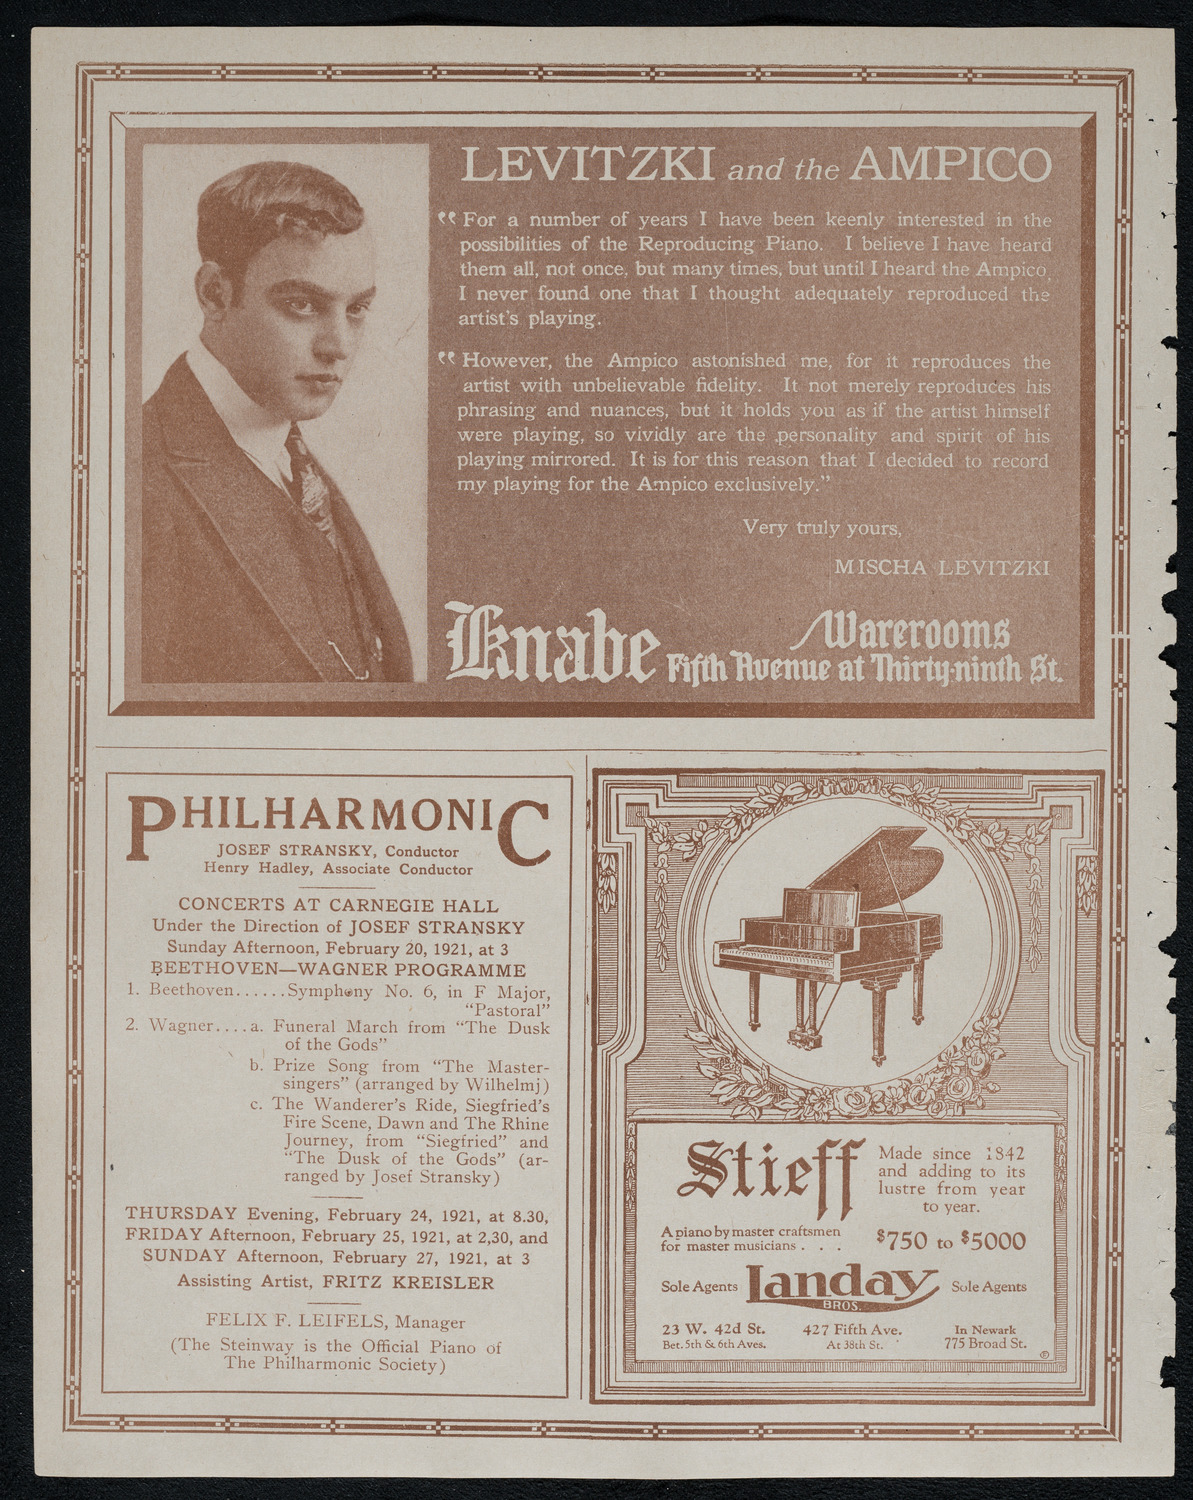 LEVITZKI and the AMPICO
“For a number of years I have been keenly interested in the
possibilities of the Reproducing Piano. I believe I have heard
them all, not once, but many times, but until I heard the Ampico,
I never found one that I thought adequately reproduced the
artist's playing.
“However, the Ampico astonished me, for it reproduces the
artist with unbelievable fidelity. It not merely reproduces his
phrasing and nuances, but it holds you as if the artist himself
were playing, so vividly are the personality and spirit of his
playing mirrored. It is for this reason that I decided to record
my playing for the Ampico exclusively.”
Very truly yours,
MISCHA LEVITZKI
Knabe Warerooms
Fifth Avenue at Thirty-ninth St.
PHILHARMONIC
JOSEF STRANSKY, Conductor
Henry Hadley, Associate Conductor
CONCERTS AT CARNEGIE HALL
Under the Direction of JOSEF STRANSKY
Sunday Afternoon, February 20, 1921, at 3
BEETHOVEN—WAGNER PROGRAMME
1. Beethoven......Symphony No. 6, in F Major,
“Pastoral”
2. Wagner....a. Funeral March from “The Dusk
of the Gods”
b. Prize Song from “The Master-
singers” (arranged by Wilhelmj)
c. The Wanderer's Ride, Siegfried's
Fire Scene, Dawn and The Rhine
Journey, from “Siegfried” and
“The Dusk of the Gods” (ar-
ranged by Josef Stransky)
THURSDAY Evening, February 24, 1921, at 8.30,
FRIDAY Afternoon, February 25, 1921, at 2,30, and
SUNDAY Afternoon, February 27, 1921, at 3
Assisting Artist, FRITZ KREISLER
FELIX F. LEIFELS, Manager
(The Steinway is the Official Piano of
The Philharmonic Society)
Stieff
Made since 1842
and adding to its
lustre from year
to year.
A piano by master craftsmen
for master musicians . . .
$750 to $5000
Sole Agents Landay Sole Agents
BROS.
23 W. 42d St.
Bet. 5th & 6th Aves.
427 Fifth Ave.
At 38th St.
In Newark
775 Broad St.